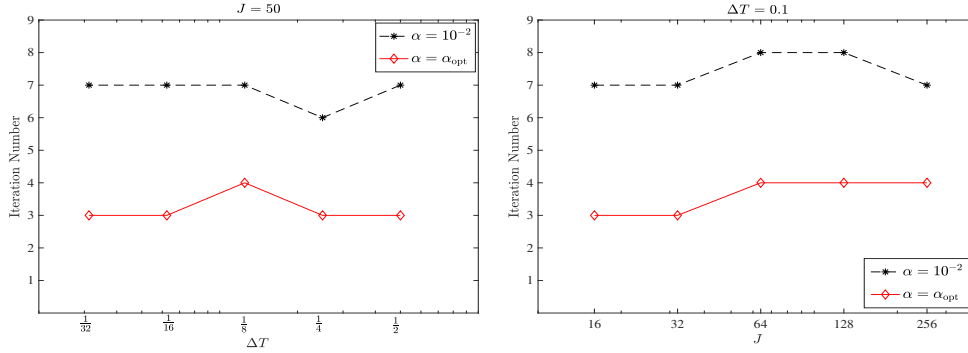 J = 50
9
8
7
6
5
4
3
2
1
Iteration Number
α = 10⁻²
α = α_opt
1/32 1/16 1/8 1/4 1/2
ΔT
ΔT = 0.1
9
8
7
6
5
4
3
2
1
Iteration Number
α = 10⁻²
α = α_opt
16 32 64 128 256
J